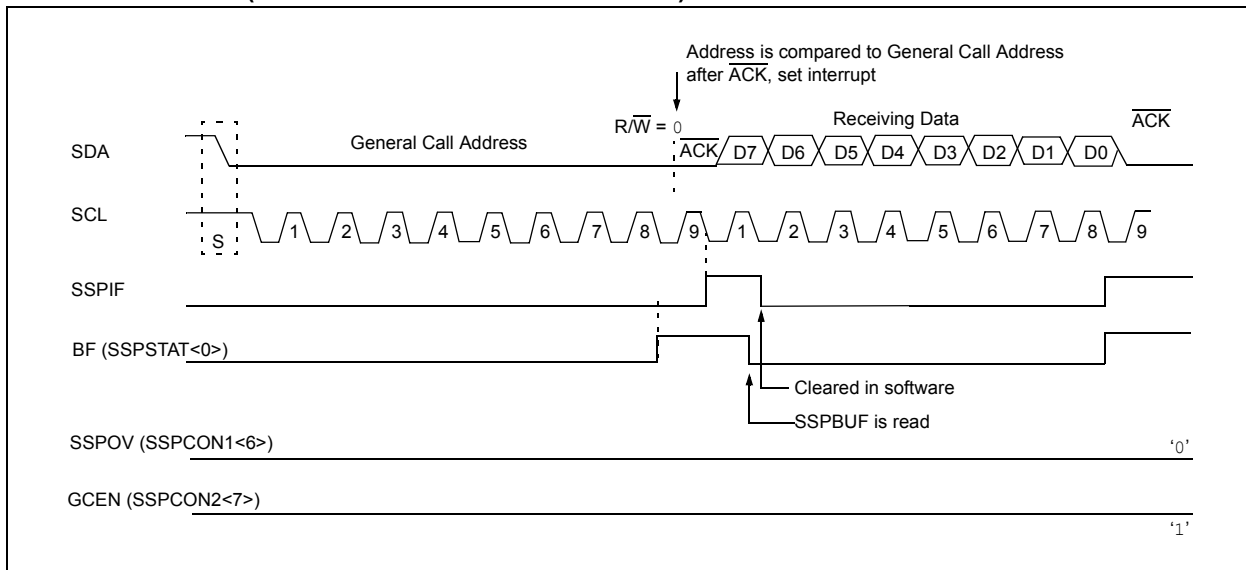 Address is compared to General Call Address
after ACK, set interrupt
R/W = 0
General Call Address
Receiving Data
ACK
SDA
ACK
D7 D6 D5 D4 D3 D2 D1 D0
SCL
S
1 2 3 4 5 6 7 8 9 1 2 3 4 5 6 7 8 9
SSPIF
BF (SSPSTAT<0>)
Cleared in software
SSPBUF is read
SSPOV (SSPCON1<6>)
‘0’
GCEN (SSPCON2<7>)
‘1’